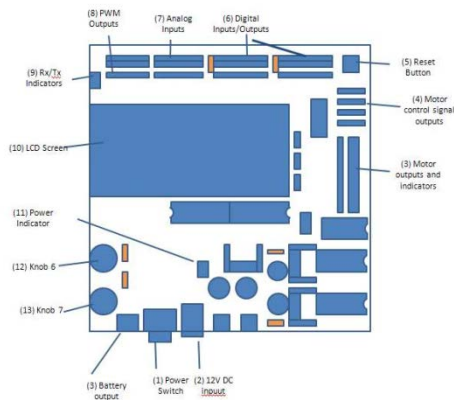 (8) PWM
Outputs
(7) Analog
Inputs
(6) Digital
Inputs/Outputs
(9) Rx/Tx
Indicators
(5) Reset
Button
(4) Motor
control signal
outputs
(10) LCD Screen
(3) Motor
outputs and
indicators
(11) Power
Indicator
(12) Knob 6
(13) Knob 7
(3) Battery
output
(1) Power
Switch
(2) 12V DC
Inpuut